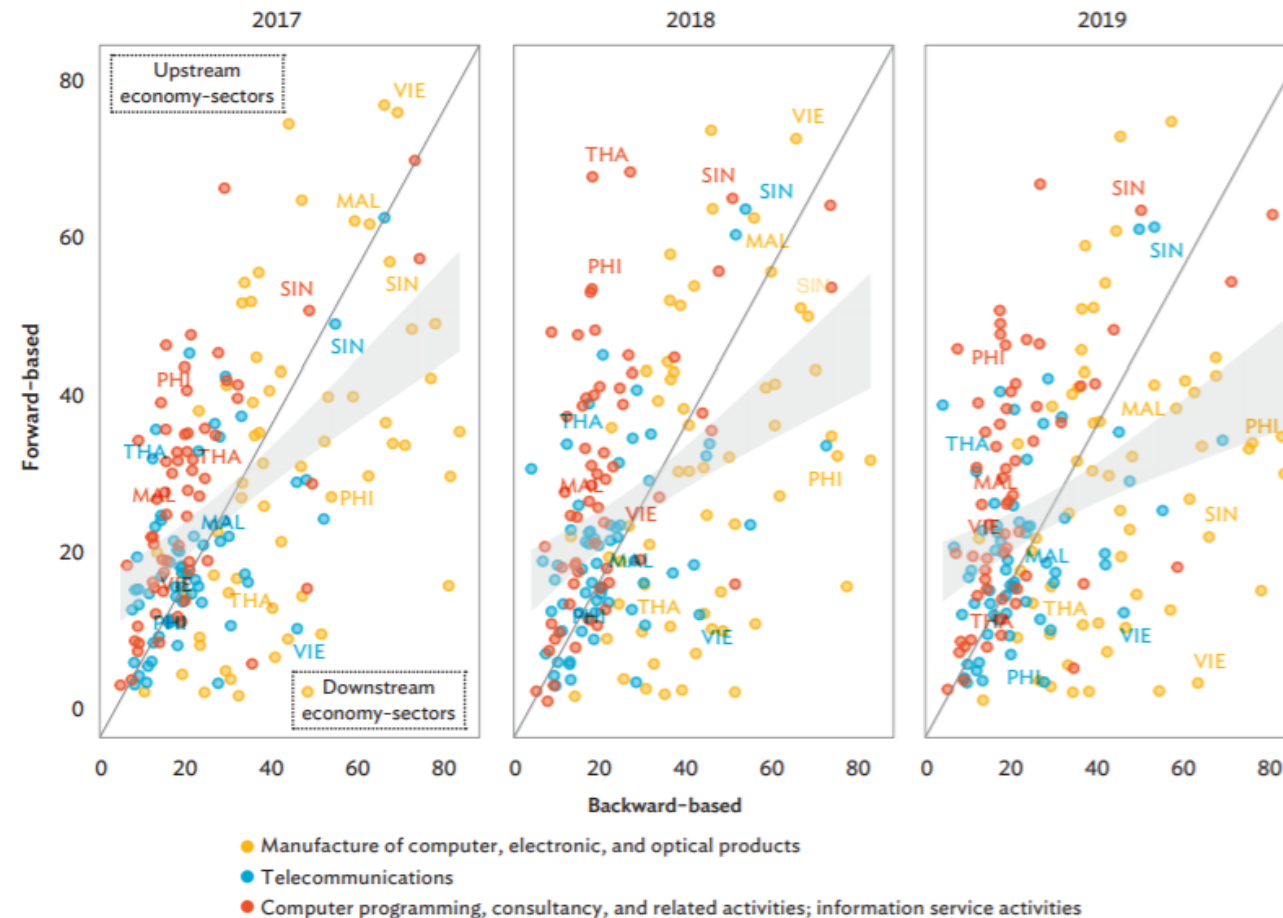 2017
2018
2019
Upstream
economy-sectors
Downstream
economy-sectors
VIE
MAL
SIN
SIN
SIN
PHI
THA
THA
MAL
MAL
PHI
VIE
PHI
THA
VIE
VIE
THA
SIN
SIN
MAL
PHI
SIN
THA
PHI
MAL
VIE
MAL
THA
PHI
VIE
SIN
SIN
PHI
MAL
PHI
THA
MAL
SIN
VIE
MAL
THA
THA
VIE
VIE
PHI
80
60
40
20
0
Forward-based
0 20 40 60 80
0 20 40 60 80
0 20 40 60 80
Backward-based
Manufacture of computer, electronic, and optical products
Telecommunications
Computer programming, consultancy, and related activities; information service activities